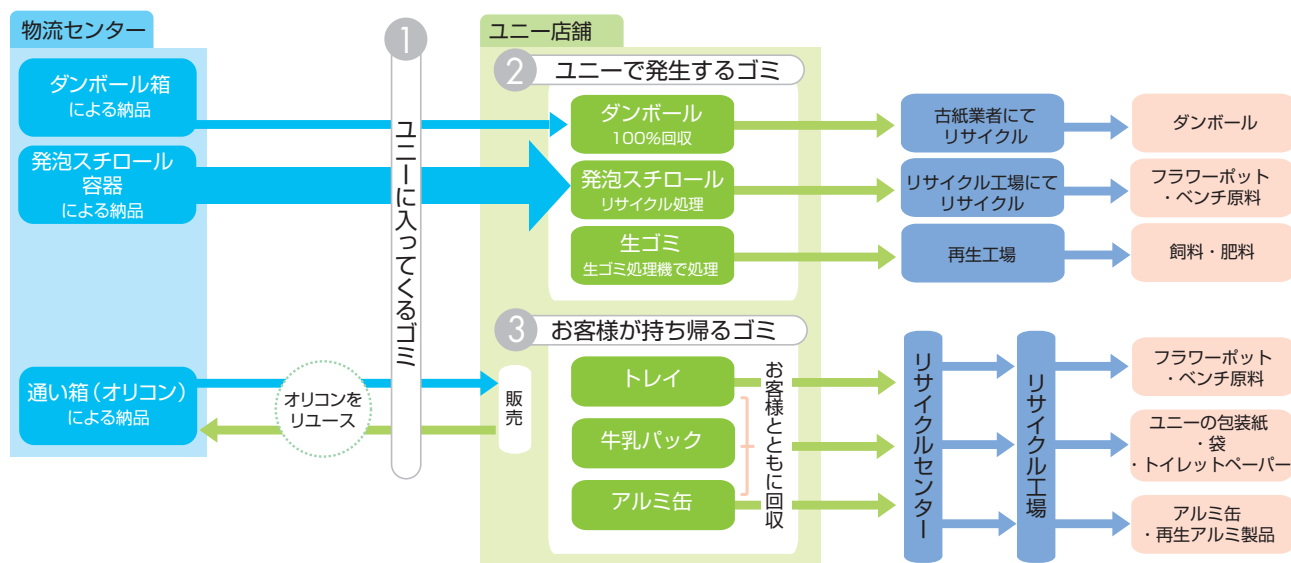 物流センター
ダンボール箱
による納品
発泡スチロール
容器
による納品
通い箱(オリコン)
による納品
オリコンを
リユース
1
ユニーに入ってくるゴミ
ユニー店舗
2
ユニーで発生するゴミ
ダンボール
100%回収
発泡スチロール
リサイクル処理
生ゴミ
生ゴミ処理機で処理
古紙業者にて
リサイクル
リサイクル工場にて
リサイクル
再生工場
ダンボール
フラワーポット
・ベンチ原料
飼料・肥料
3
お客様が持ち帰るゴミ
販売
トレイ
牛乳パック
アルミ缶
お客様とともに回収
リサイクルセンター
リサイクル工場
フラワーポット
・ベンチ原料
ユニーの包装紙
・袋
・トイレットペーパー
アルミ缶
・再生アルミ製品